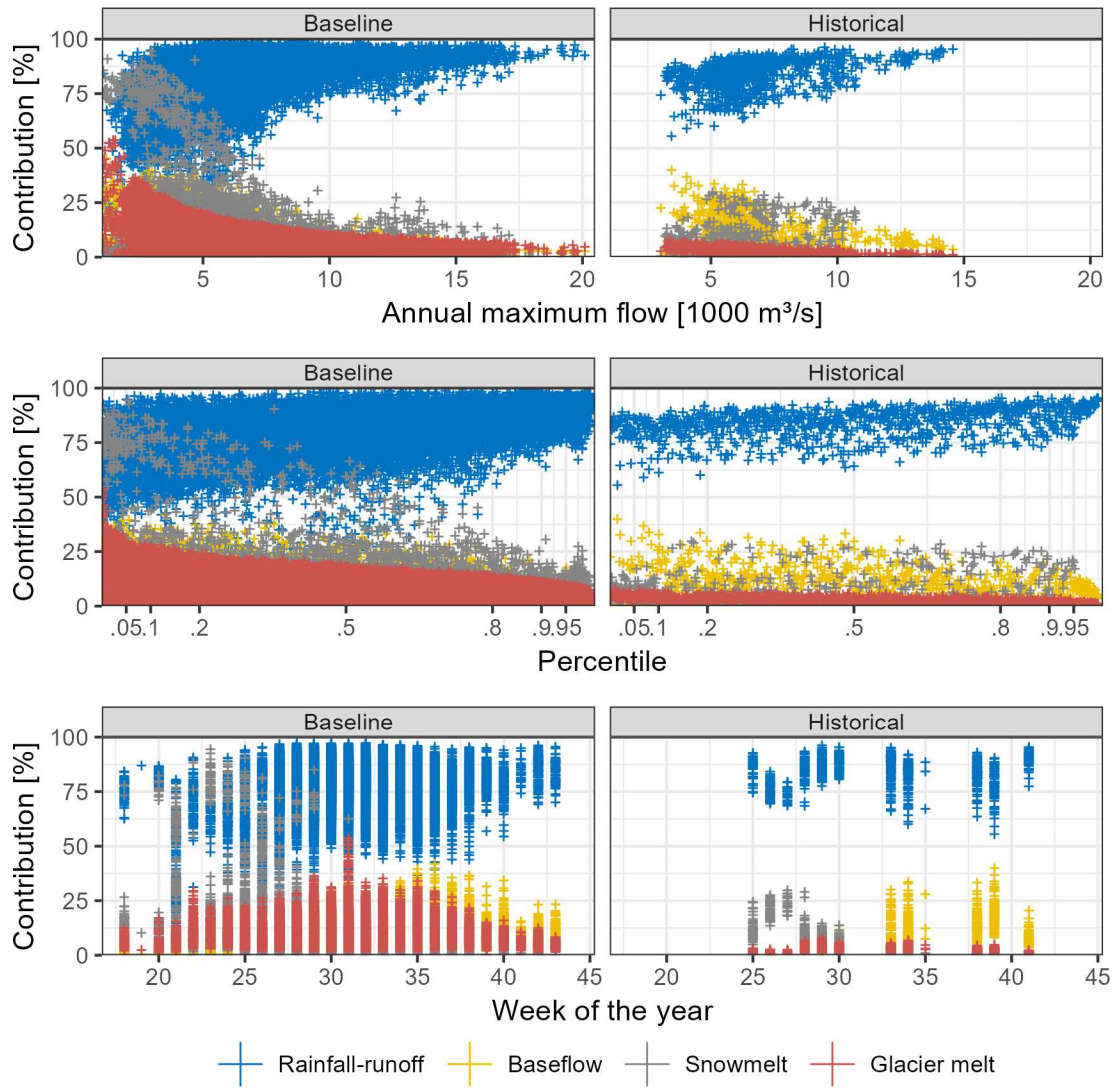 Baseline Historical
Contribution [%]
100
75
50
25
0
5 10 15 20 5 10 15 20
Annual maximum flow [1000 m³/s]
Baseline Historical
Contribution [%]
100
75
50
25
0
.05.1 .2 .5 .8 .9.95 .05.1 .2 .5 .8 .9.95
Percentile
Baseline Historical
Contribution [%]
100
75
50
25
0
20 25 30 35 40 45 20 25 30 35 40 45
Week of the year
Rainfall-runoff Baseflow Snowmelt Glacier melt